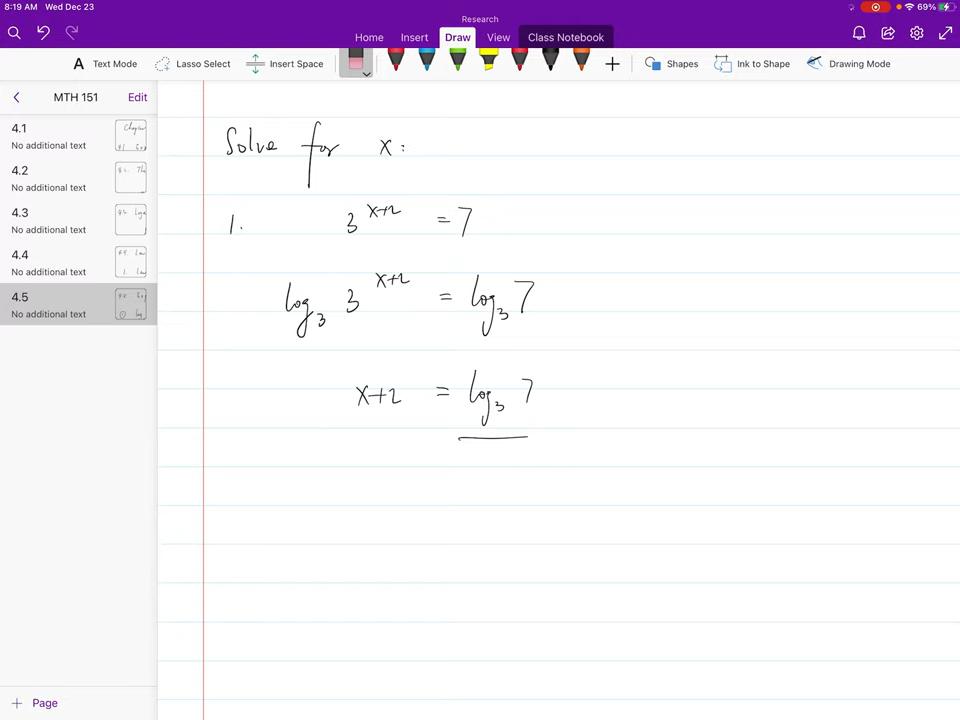 8:19 AM Wed Dec 23
69%
Research
Home Insert Draw View Class Notebook
A Text Mode Lasso Select Insert Space Shapes Ink to Shape Drawing Mode
MTH 151 Edit
4.1
No additional text
4.2
No additional text
4.3
No additional text
4.4
No additional text
4.5
No additional text
Page
Solve for x:
1. 3^{x+2} = 7
log₃ 3^{x+2} = log₃ 7
x+2 = log₃ 7